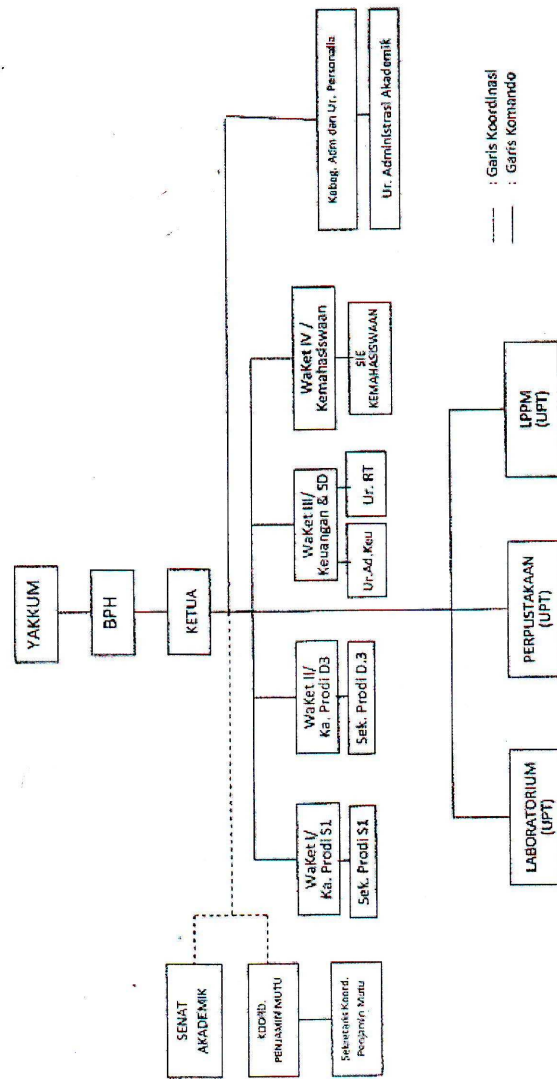 YAKKUM
BPH
KETUA
SENAT
AKADEMIK
KOORD.
PENJAMIN MUTU
Sekretaris Koord.
Penjamin Mutu
WaKet I/
Ka. Prodi S1
Sek. Prodi S1
WaKet II/
Ka. Prodi D3
Sek. Prodi D.3
WaKet III/
Keuangan & SD
Ur.Ad.Keu
Ur. RT
WaKet IV /
Kemahasiswaan
SIE
KEMAHASISWAAN
Kabag. Adm dan Ur. Personalia
Ur. Administrasi Akademik
LABORATORIUM
(UPT)
PERPUSTAKAAN
(UPT)
LPPM
(UPT)
: Garis Koordinasi
: Garis Komando